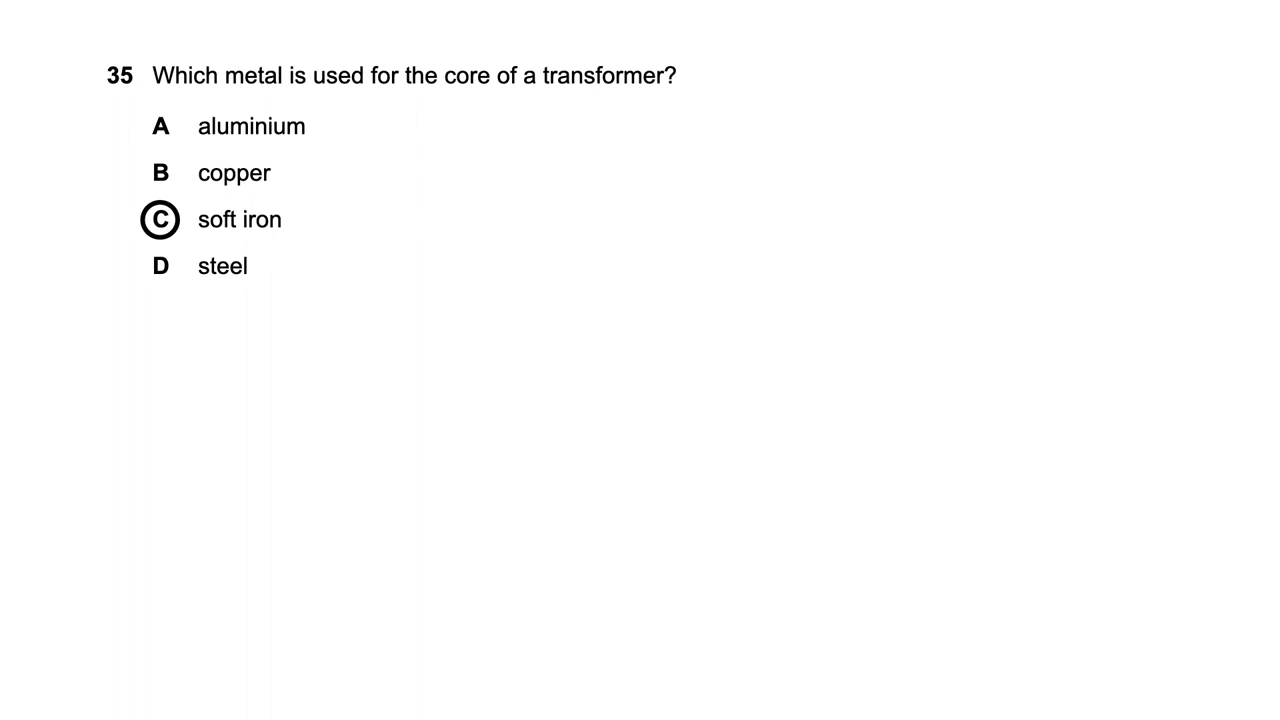 35 Which metal is used for the core of a transformer?
A aluminium
B copper
C soft iron
D steel